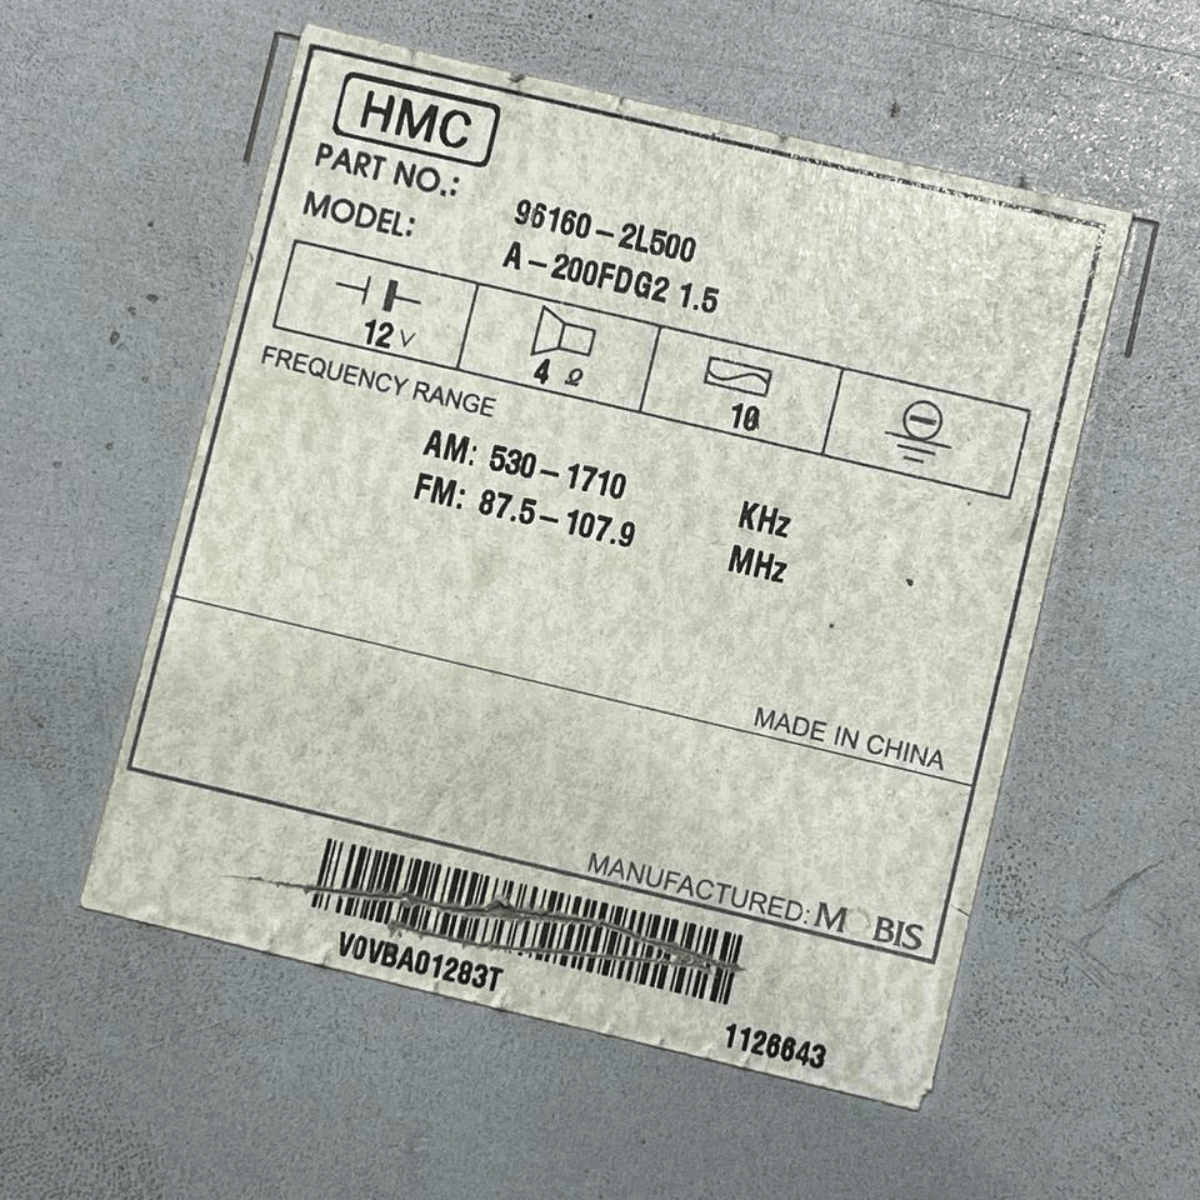 HMC
PART NO.: 96160-2L500
MODEL: A-200FDG2 1.5
12 V
4 Ω
10
FREQUENCY RANGE
AM: 530-1710 KHz
FM: 87.5-107.9 MHz
MADE IN CHINA
MANUFACTURED: MOBIS
V0VBA01283T
1126643